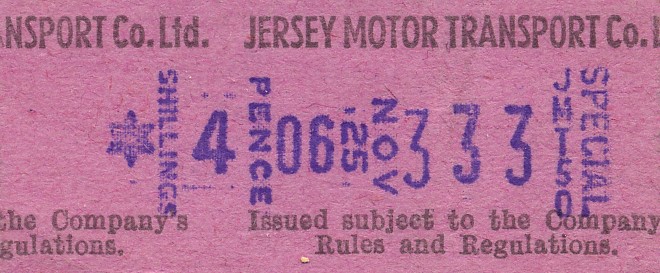 ANSPORT Co. Ltd. JERSEY MOTOR TRANSPORT Co. L
SHILLINGS 4 PENCE 06 25 NOV 333 SPECIAL
the Company's Issued subject to the Company
gulations. Rules and Regulations.